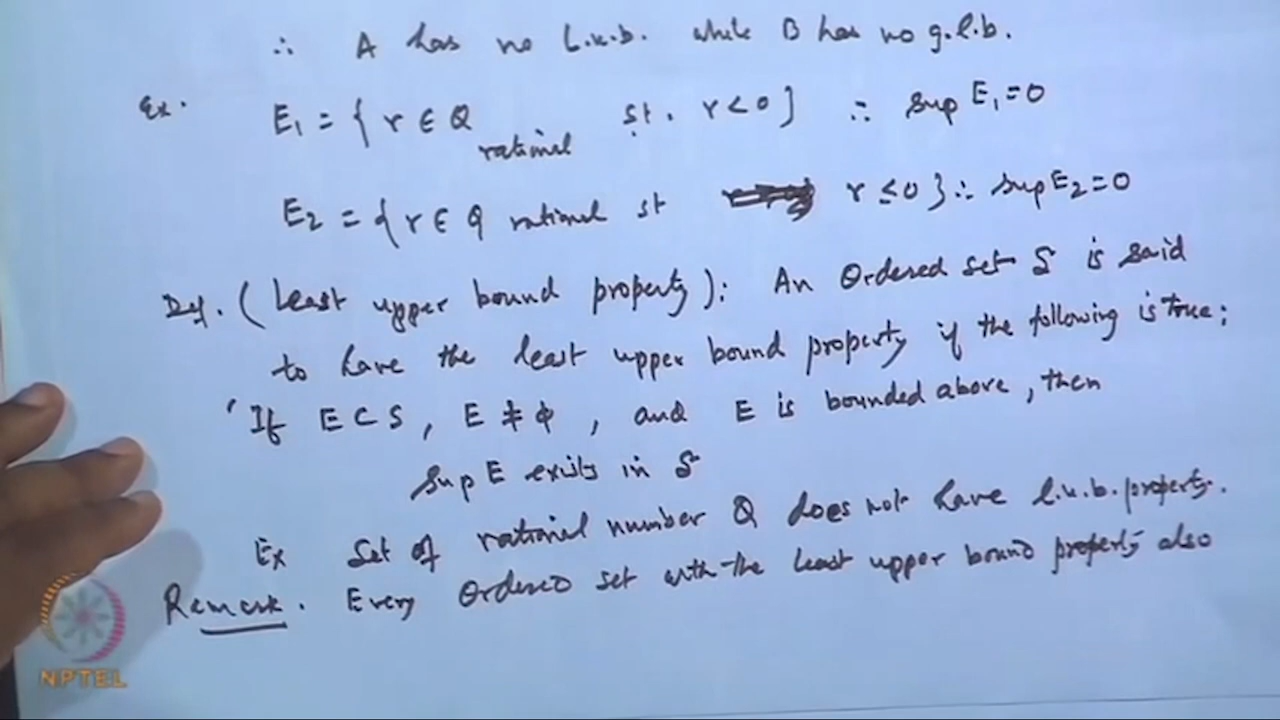 ∴ A has no l.u.b. while B has no g.l.b.
Ex. E₁ = { r ∈ Q rational st. r < 0 } ∴ Sup E₁ = 0
E₂ = { r ∈ Q rational st r ≤ 0 } ∴ Sup E₂ = 0
Def. (Least upper bound property): An Ordered set S is said
to have the least upper bound property if the following is true:
'If E ⊂ S, E ≠ ϕ, and E is bounded above, then
Sup E exists in S
Ex Set of rational number Q does not have l.u.b. property.
Remark. Every Ordered set with the least upper bound property also
NPTEL